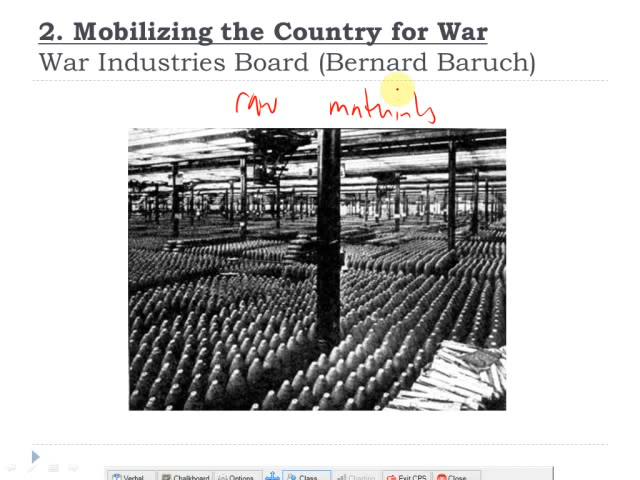 2. Mobilizing the Country for War
War Industries Board (Bernard Baruch)
raw materials
Verbal Chalkboard Options Class Charting Exit CPS Close